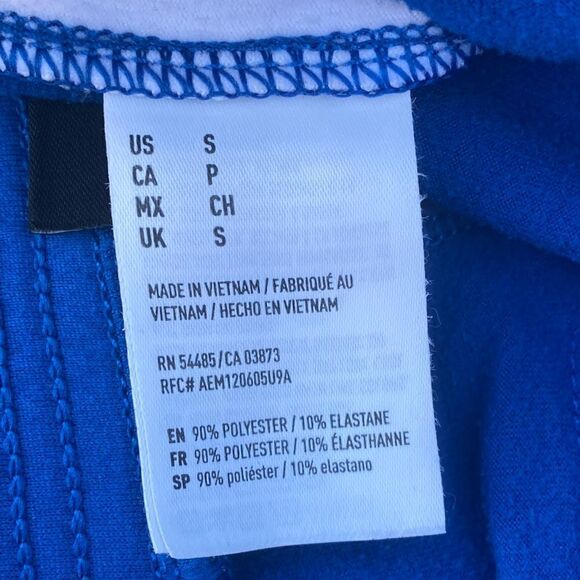 US S
CA P
MX CH
UK S
MADE IN VIETNAM / FABRIQUÉ AU
VIETNAM / HECHO EN VIETNAM
RN 54485/CA 03873
RFC# AEM120605U9A
EN 90% POLYESTER / 10% ELASTANE
FR 90% POLYESTER / 10% ÉLASTHANNE
SP 90% poliéster / 10% elastano